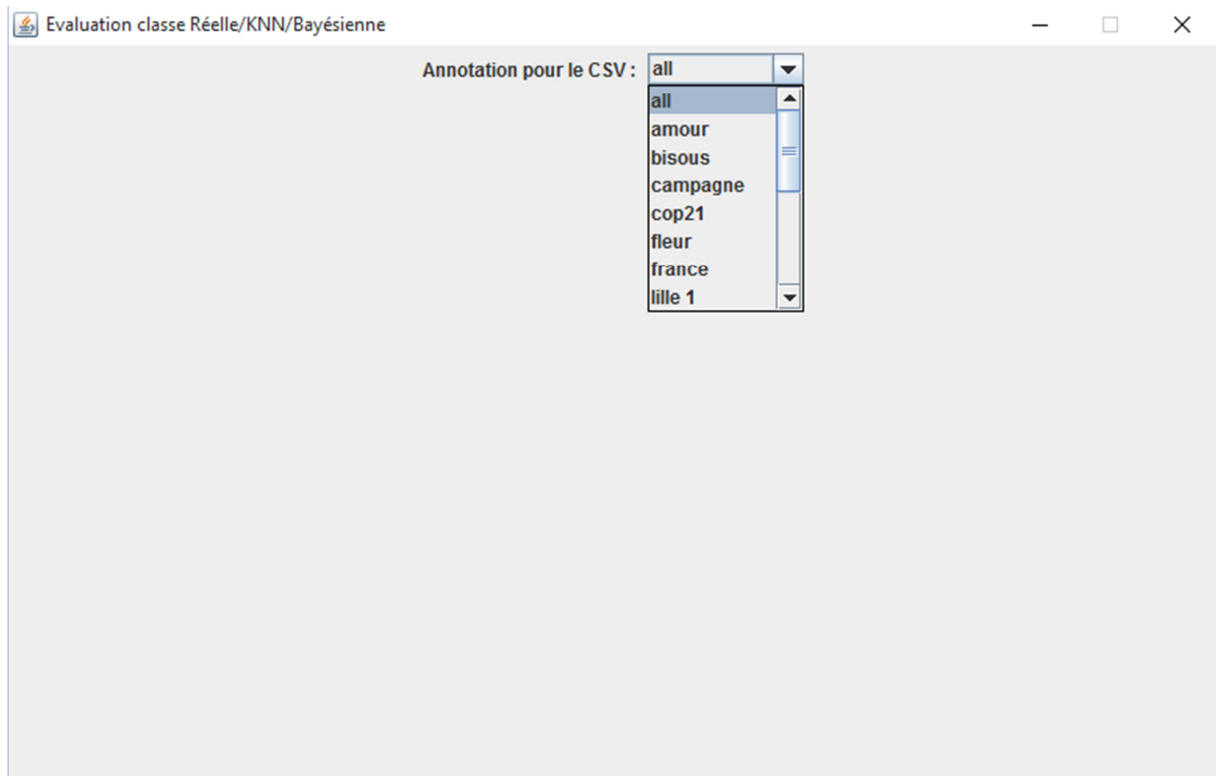 Evaluation classe Réelle/KNN/Bayésienne
Annotation pour le CSV : all
all
amour
bisous
campagne
cop21
fleur
france
lille 1